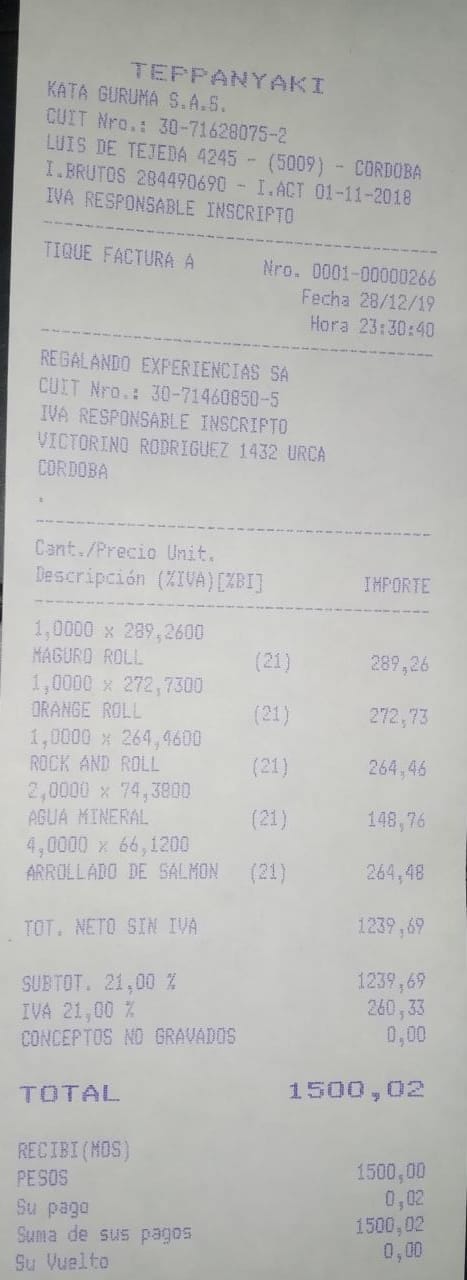 TEPPANYAKI
KATA GURUMA S.A.S.
CUIT Nro.: 30-71628075-2
LUIS DE TEJEDA 4245 - (5009) - CORDOBA
I.BRUTOS 284490690 - I.ACT 01-11-2018
IVA RESPONSABLE INSCRIPTO
TIQUE FACTURA A Nro. 0001-00000266
Fecha 28/12/19
Hora 23:30:40
REGALANDO EXPERIENCIAS SA
CUIT Nro.: 30-71460850-5
IVA RESPONSABLE INSCRIPTO
VICTORINO RODRIGUEZ 1432 URCA
CORDOBA
.
Cant./Precio Unit.
Descripción (%IVA)[%BI] IMPORTE
1,0000 x 289,2600
MAGURO ROLL (21) 289,26
1,0000 x 272,7300
ORANGE ROLL (21) 272,73
1,0000 x 264,4600
ROCK AND ROLL (21) 264,46
2,0000 x 74,3800
AGUA MINERAL (21) 148,76
4,0000 x 66,1200
ARROLLADO DE SALMON (21) 264,48
TOT. NETO SIN IVA 1239,69
SUBTOT. 21,00 % 1239,69
IVA 21,00 % 260,33
CONCEPTOS NO GRAVADOS 0,00
TOTAL 1500,02
RECIBI(MOS)
PESOS 1500,00
Su pago 0,02
Suma de sus pagos 1500,02
Su Vuelto 0,00